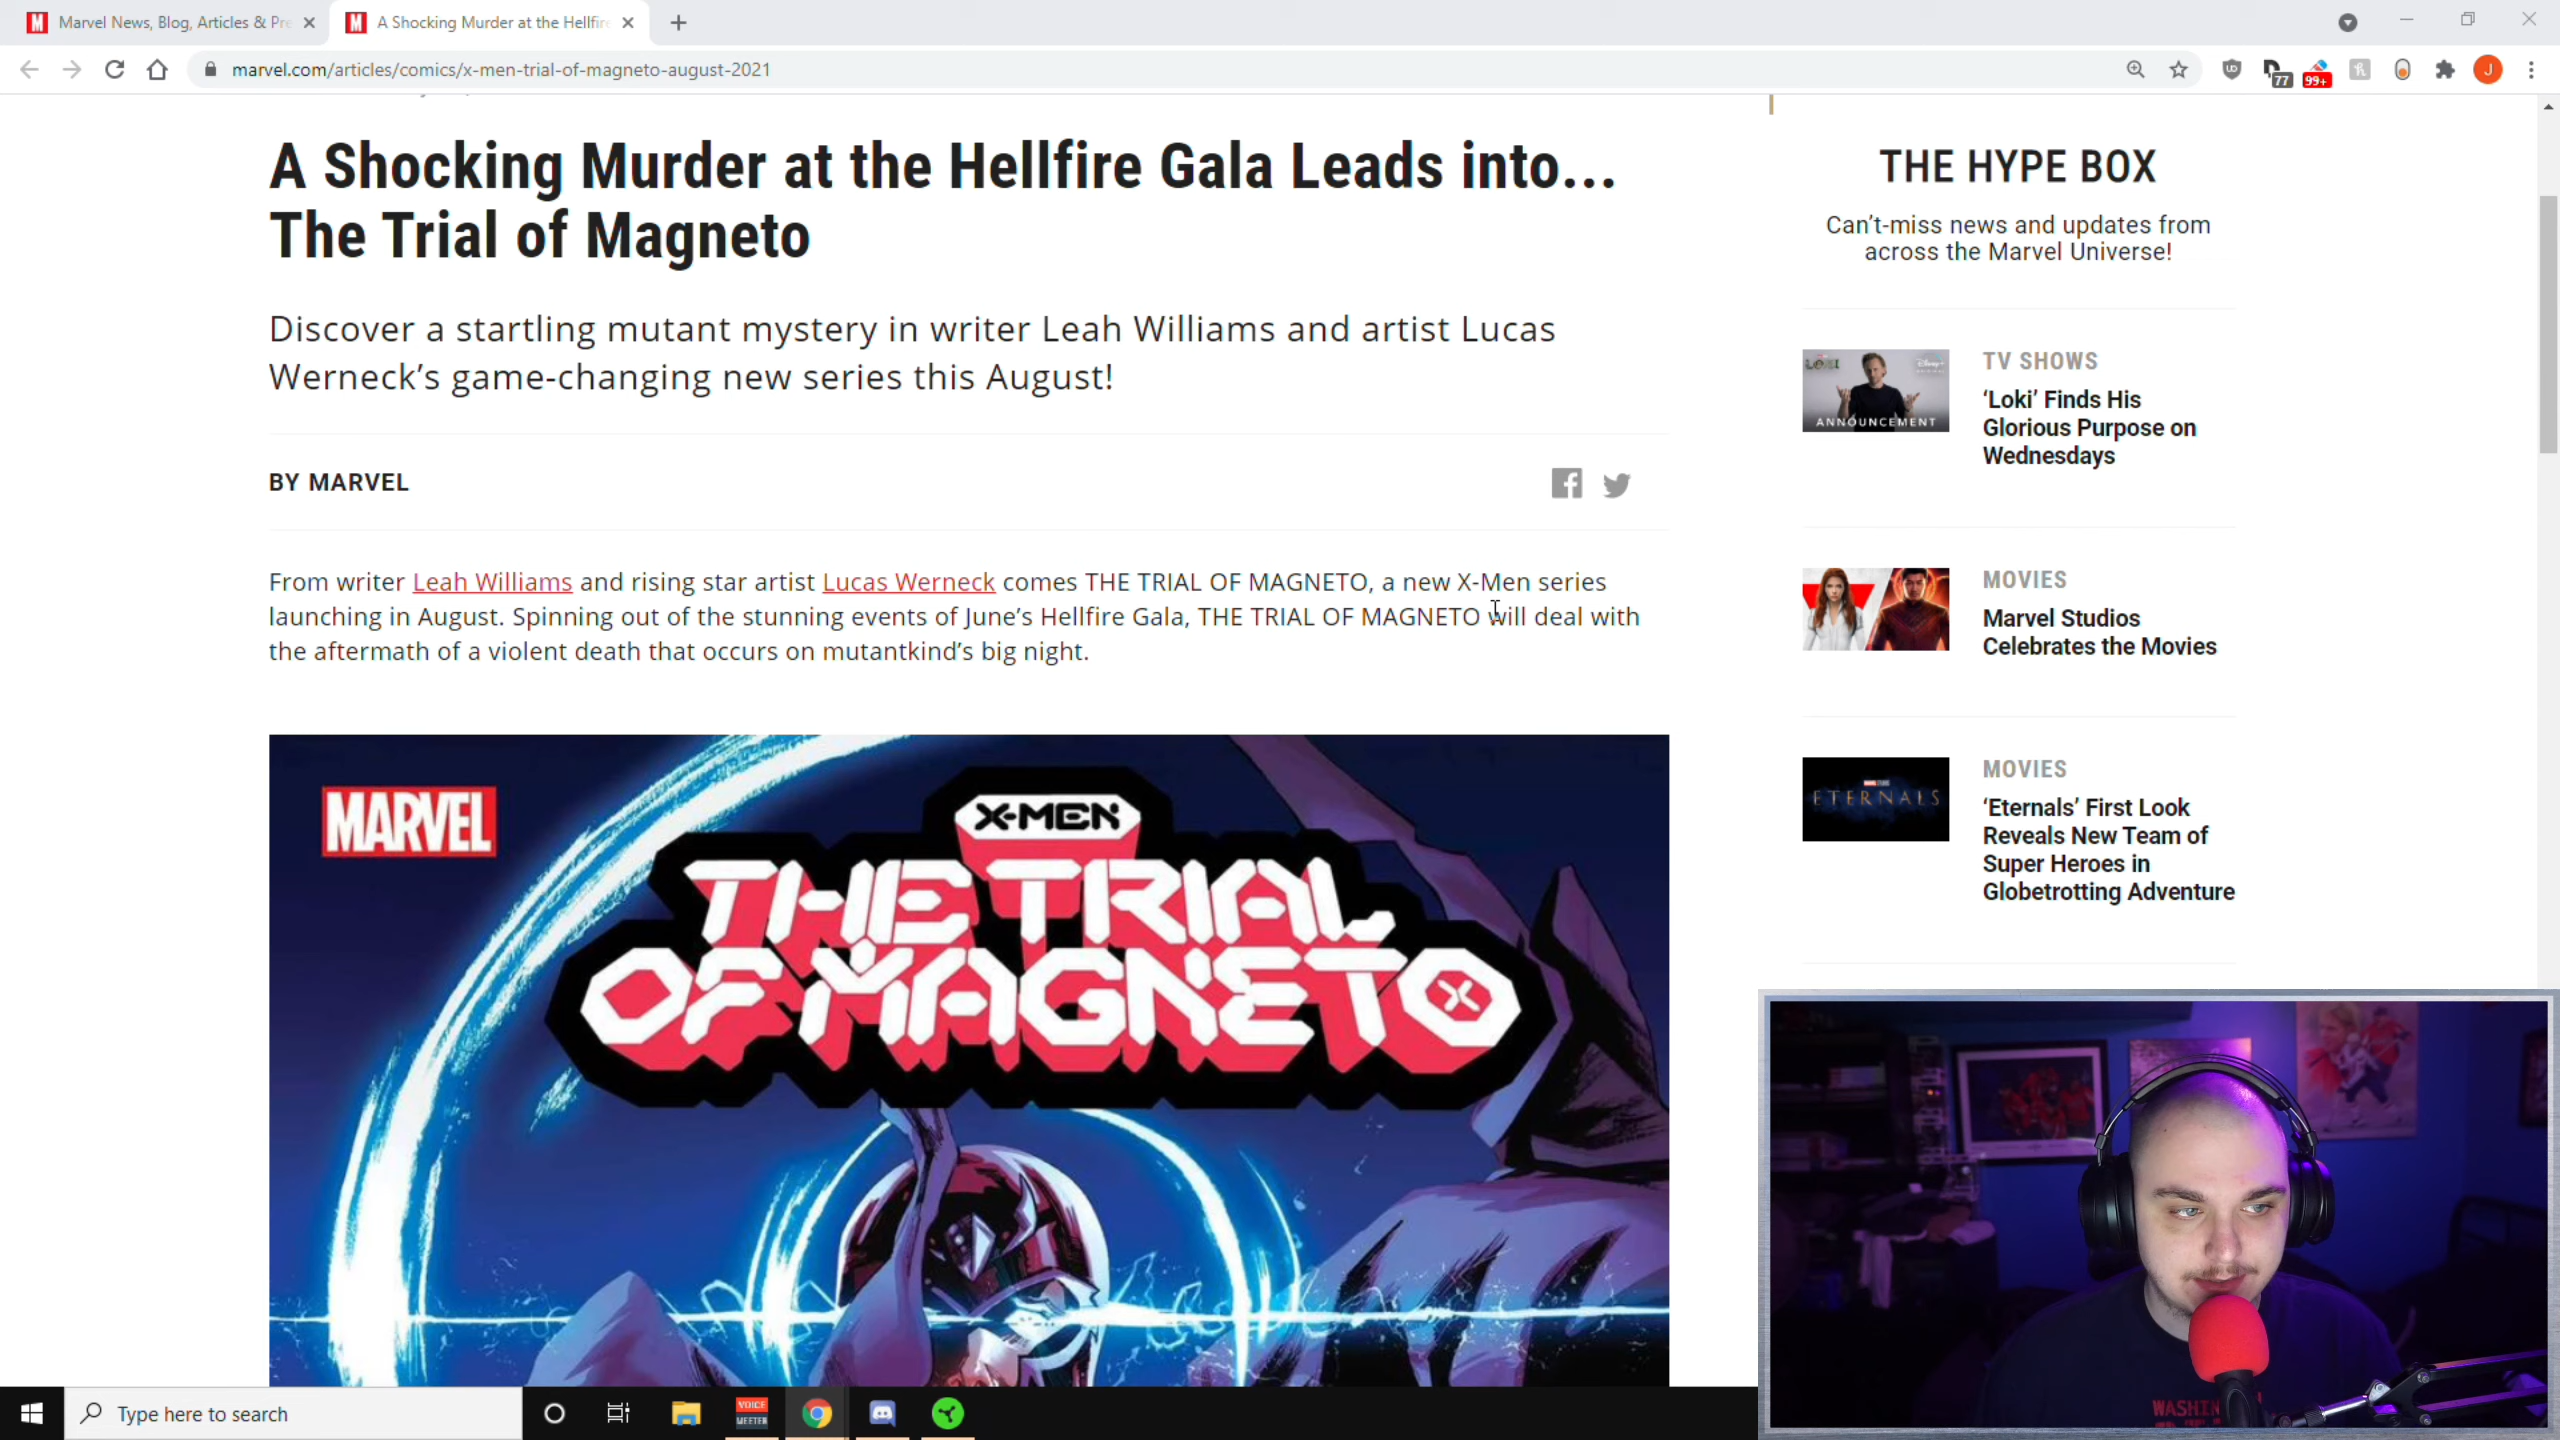 Marvel News, Blog, Articles & Pre
A Shocking Murder at the Hellfire
marvel.com/articles/comics/x-men-trial-of-magneto-august-2021
77
99+
J
A Shocking Murder at the Hellfire Gala Leads into...
The Trial of Magneto
Discover a startling mutant mystery in writer Leah Williams and artist Lucas
Werneck’s game-changing new series this August!
BY MARVEL
From writer Leah Williams and rising star artist Lucas Werneck comes THE TRIAL OF MAGNETO, a new X-Men series
launching in August. Spinning out of the stunning events of June’s Hellfire Gala, THE TRIAL OF MAGNETO will deal with
the aftermath of a violent death that occurs on mutantkind’s big night.
MARVEL
X-MEN
THE TRIAL
OF MAGNETO
THE HYPE BOX
Can’t-miss news and updates from
across the Marvel Universe!
LOKI
Disney+
ANNOUNCEMENT
TV SHOWS
‘Loki’ Finds His
Glorious Purpose on
Wednesdays
MOVIES
Marvel Studios
Celebrates the Movies
ETERNALS
MOVIES
‘Eternals’ First Look
Reveals New Team of
Super Heroes in
Globetrotting Adventure
WASHIN
Type here to search
VOICE
MEETER